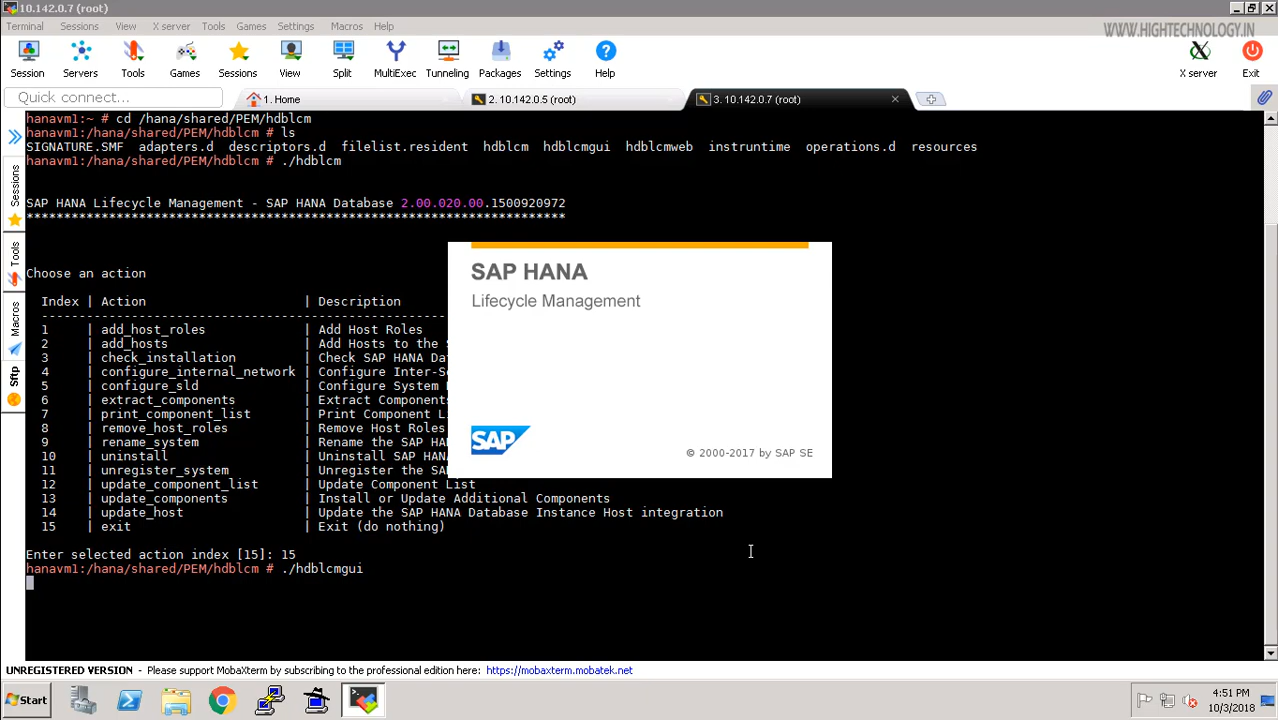 10.142.0.7 (root)
Terminal Sessions View X server Tools Games Settings Macros Help
WWW.HIGHTECHNOLOGY.IN
Session Servers Tools Games Sessions View Split MultiExec Tunneling Packages Settings Help X server Exit
Quick connect...
1. Home
2. 10.142.0.5 (root)
3. 10.142.0.7 (root)
Sessions
Tools
Macros
Sftp
hanavm1:~ # cd /hana/shared/PEM/hdblcm
hanavm1:/hana/shared/PEM/hdblcm # ls
SIGNATURE.SMF adapters.d descriptors.d filelist.resident hdblcm hdblcmgui hdblcmweb instruntime operations.d resources
hanavm1:/hana/shared/PEM/hdblcm # ./hdblcm
SAP HANA Lifecycle Management - SAP HANA Database 2.00.020.00.1500920972
************************************************************************
Choose an action
Index | Action | Description
1 | add_host_roles | Add Host Roles
2 | add_hosts | Add Hosts to the S
3 | check_installation | Check SAP HANA Da
4 | configure_internal_network | Configure Inter-Se
5 | configure_sld | Configure System
6 | extract_components | Extract Components
7 | print_component_list | Print Component Li
8 | remove_host_roles | Remove Host Roles
9 | rename_system | Rename the SAP HAN
10 | uninstall | Uninstall SAP HANA
11 | unregister_system | Unregister the SA
12 | update_component_list | Update Component List
13 | update_components | Install or Update Additional Components
14 | update_host | Update the SAP HANA Database Instance Host integration
15 | exit | Exit (do nothing)
Enter selected action index [15]: 15
hanavm1:/hana/shared/PEM/hdblcm # ./hdblcmgui
SAP HANA
Lifecycle Management
SAP
© 2000-2017 by SAP SE
UNREGISTERED VERSION - Please support MobaXterm by subscribing to the professional edition here: https://mobaxterm.mobatek.net
Start
4:51 PM
10/3/2018